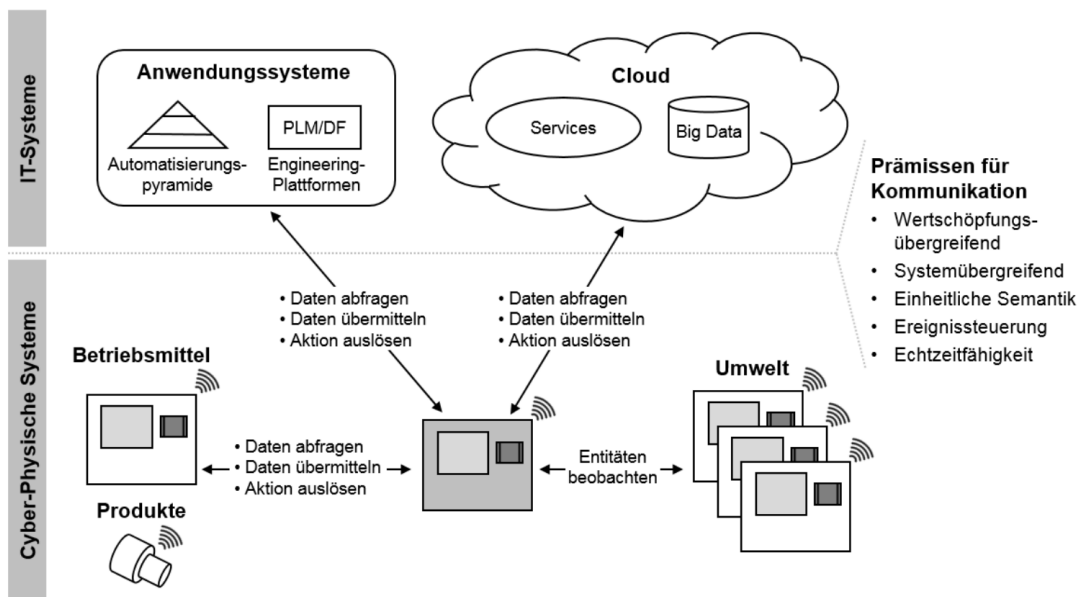 IT-Systeme
Anwendungssysteme
PLM/DF
Automatisierungs-
pyramide
Engineering-
Plattformen
Cloud
Services
Big Data
Prämissen für
Kommunikation
• Wertschöpfungs-
übergreifend
• Systemübergreifend
• Einheitliche Semantik
• Ereignissteuerung
• Echtzeitfähigkeit
• Daten abfragen
• Daten übermitteln
• Aktion auslösen
• Daten abfragen
• Daten übermitteln
• Aktion auslösen
Cyber-Physische Systeme
Betriebsmittel
• Daten abfragen
• Daten übermitteln
• Aktion auslösen
Produkte
Entitäten
beobachten
Umwelt